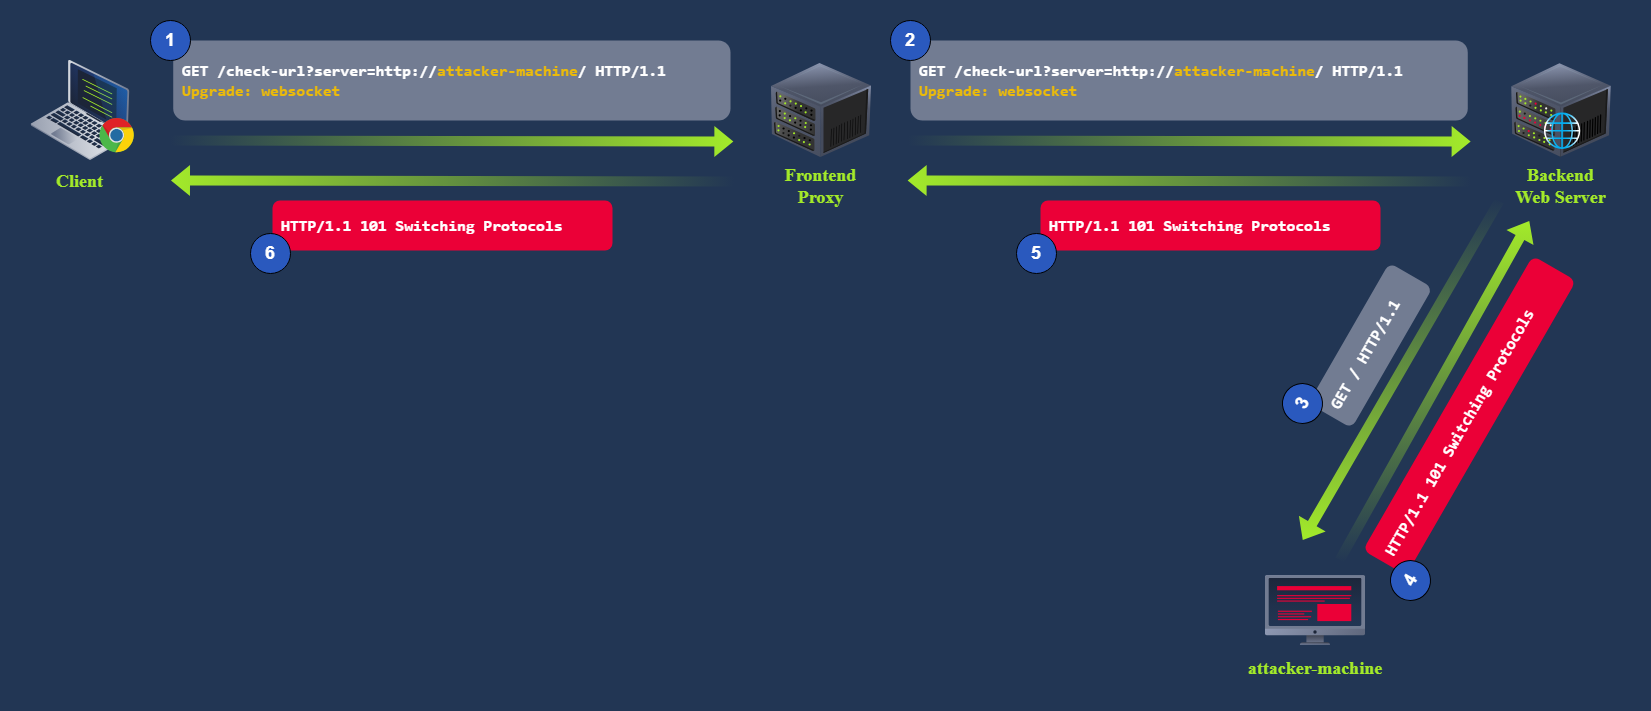 1
GET /check-url?server=http://attacker-machine/ HTTP/1.1
Upgrade: websocket
2
GET /check-url?server=http://attacker-machine/ HTTP/1.1
Upgrade: websocket
Client
Frontend
Proxy
Backend
Web Server
HTTP/1.1 101 Switching Protocols
6
HTTP/1.1 101 Switching Protocols
5
GET / HTTP/1.1
3
HTTP/1.1 101 Switching Protocols
4
attacker-machine